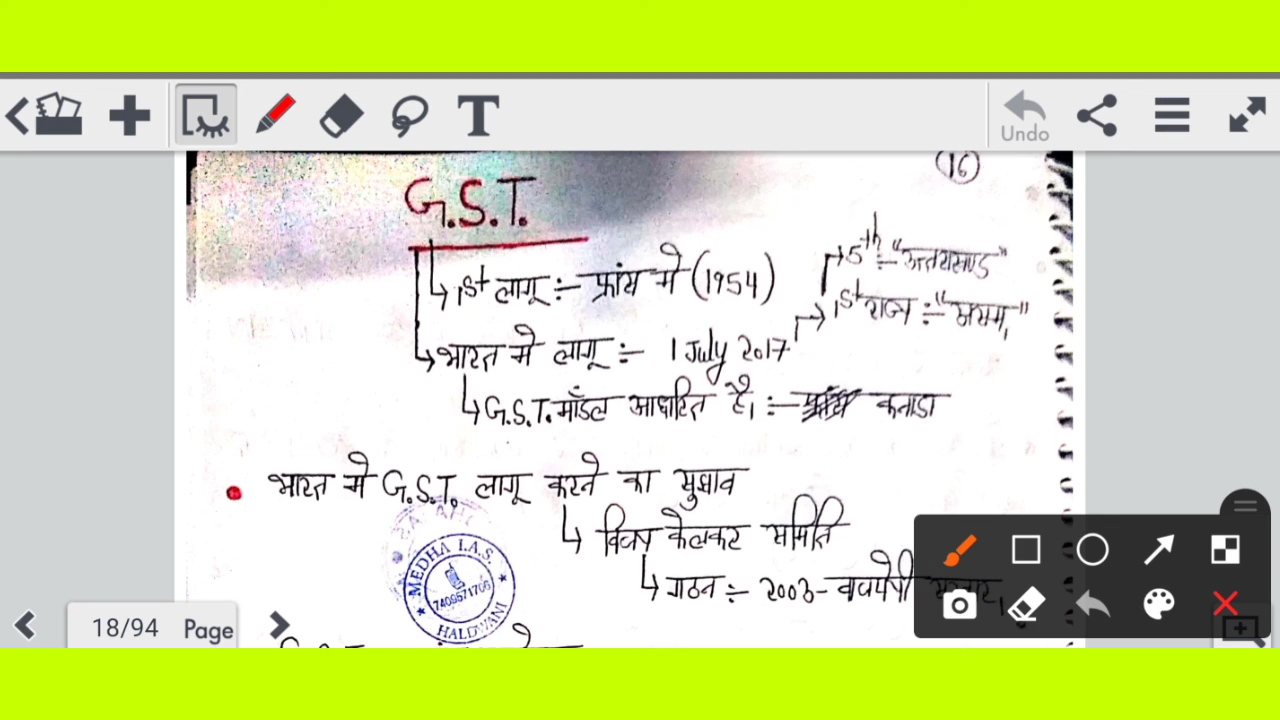 Undo
16
G.S.T.
5th :- "उत्तराखण्ड"
1st लागू :- फ्रांस मे (1954)
1st राज्य :- "असम"
भारत मे लागू :- 1 July 2017
G.S.T. मॉडल आधारित है। :- कनाडा
भारत मे G.S.T. लागू करने का सुझाव
विजय केलकर समिति
गठन :- 2003 - वाजपेयी
MEDHA I.A.S.
7409571706
HALDWANI
18/94 Page